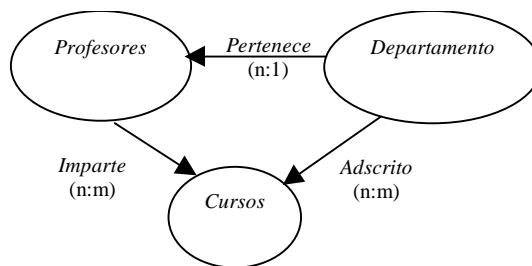 Profesores
Pertenece
(n:1)
Departamento
Imparte
(n:m)
Adscrito
(n:m)
Cursos